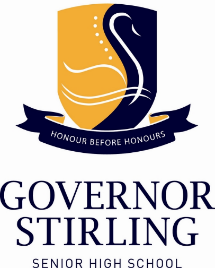 HONOUR BEFORE HONOURS
GOVERNOR
STIRLING
SENIOR HIGH SCHOOL